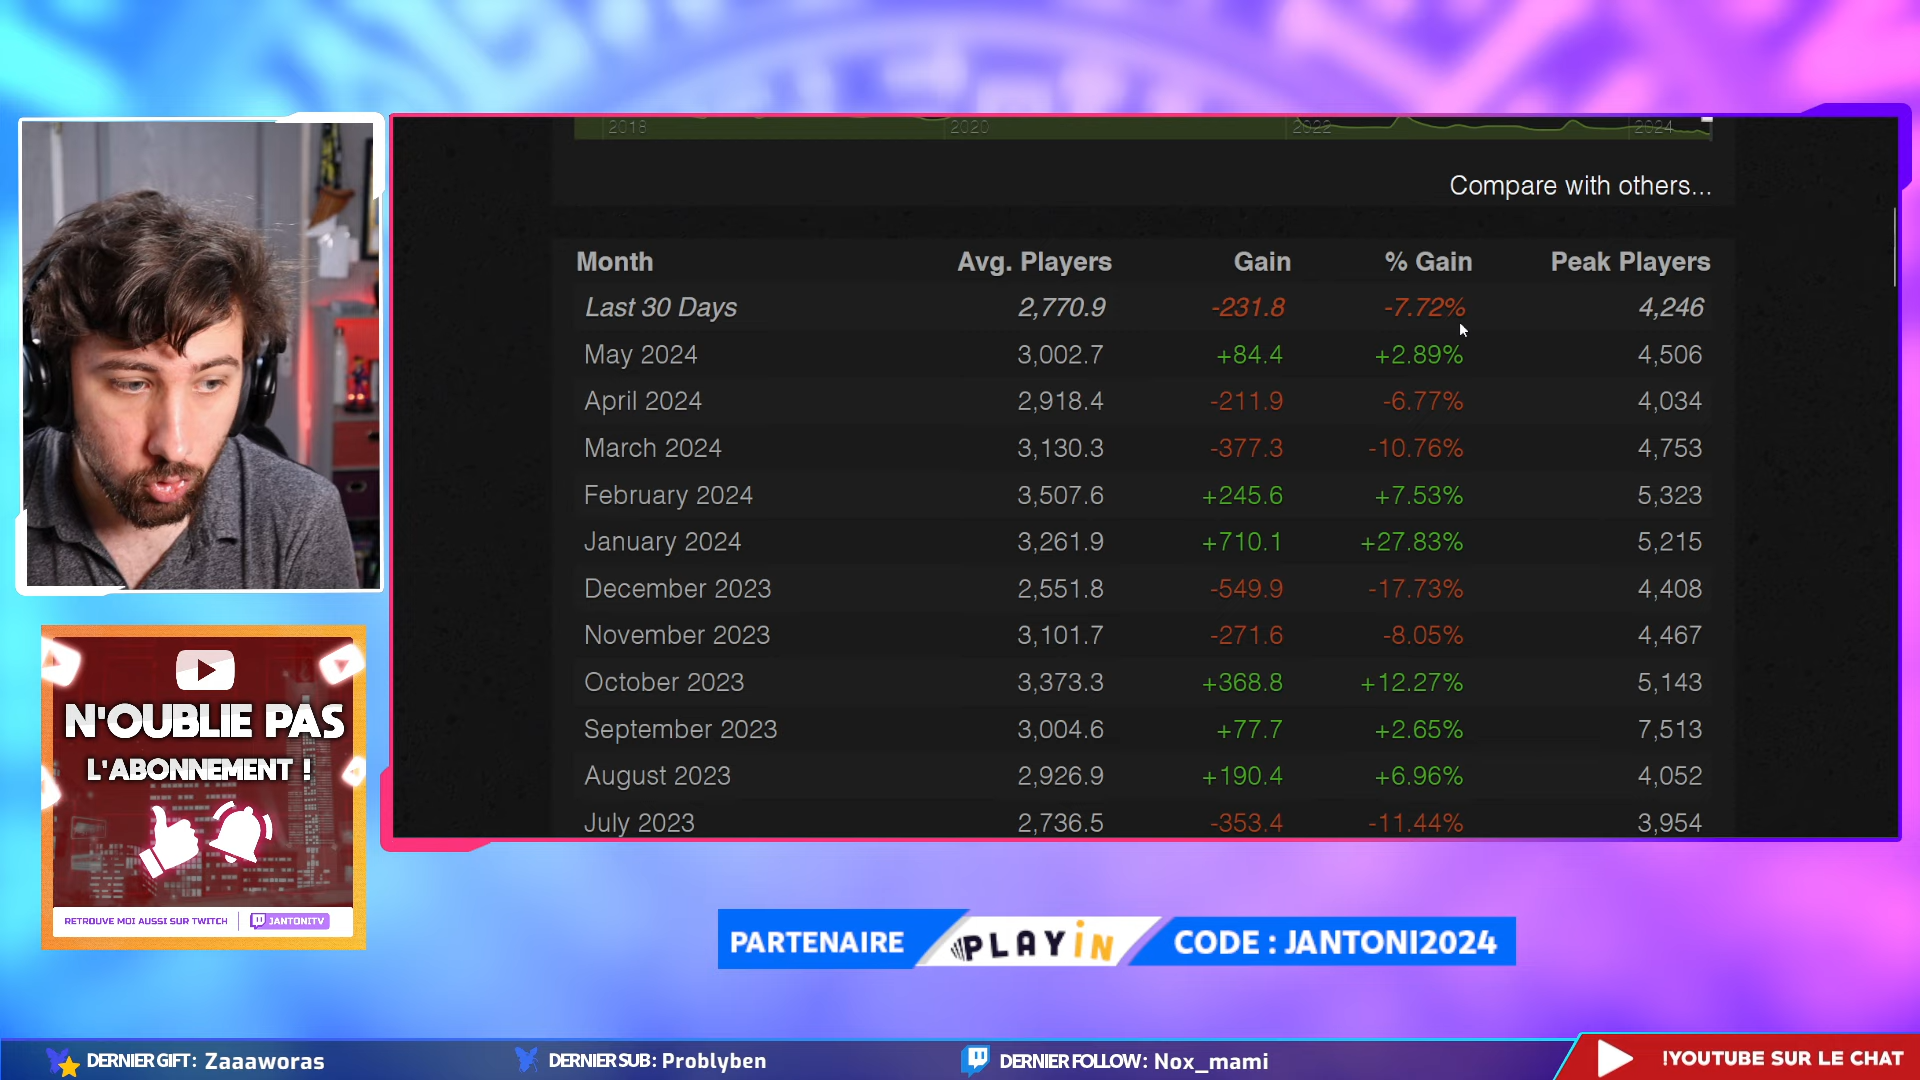 2018 2020 2022 2024
Compare with others...
Month Avg. Players Gain % Gain Peak Players
Last 30 Days 2,770.9 -231.8 -7.72% 4,246
May 2024 3,002.7 +84.4 +2.89% 4,506
April 2024 2,918.4 -211.9 -6.77% 4,034
March 2024 3,130.3 -377.3 -10.76% 4,753
February 2024 3,507.6 +245.6 +7.53% 5,323
January 2024 3,261.9 +710.1 +27.83% 5,215
December 2023 2,551.8 -549.9 -17.73% 4,408
November 2023 3,101.7 -271.6 -8.05% 4,467
October 2023 3,373.3 +368.8 +12.27% 5,143
September 2023 3,004.6 +77.7 +2.65% 7,513
August 2023 2,926.9 +190.4 +6.96% 4,052
July 2023 2,736.5 -353.4 -11.44% 3,954
N'OUBLIE PAS
L'ABONNEMENT !
RETROUVE MOI AUSSI SUR TWITCH JANTONITV
PARTENAIRE PLAYIN CODE : JANTONI2024
DERNIER GIFT : Zaaaworas DERNIER SUB : Problyben DERNIER FOLLOW : Nox_mami !YOUTUBE SUR LE CHAT